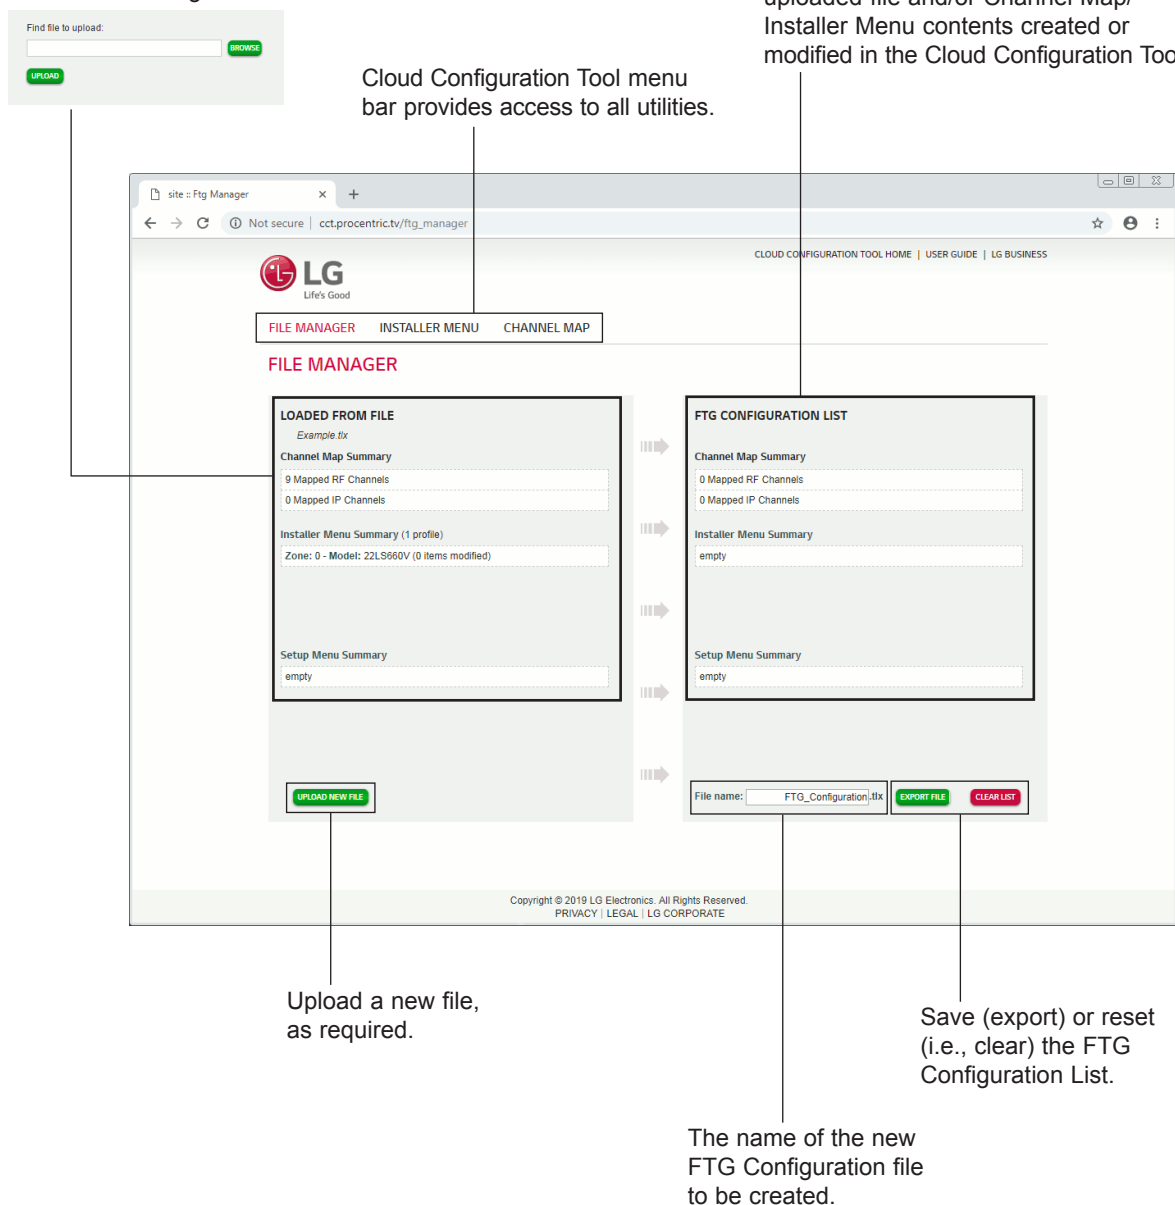 Find file to upload:
BROWSE
UPLOAD
uploaded file and/or Channel Map/
Installer Menu contents created or
modified in the Cloud Configuration Too
Cloud Configuration Tool menu
bar provides access to all utilities.
site :: Ftg Manager
Not secure | cct.procentric.tv/ftg_manager
LG
Life's Good
CLOUD CONFIGURATION TOOL HOME | USER GUIDE | LG BUSINESS
FILE MANAGER INSTALLER MENU CHANNEL MAP
FILE MANAGER
LOADED FROM FILE
Example.tlx
Channel Map Summary
9 Mapped RF Channels
0 Mapped IP Channels
Installer Menu Summary (1 profile)
Zone: 0 - Model: 22LS660V (0 items modified)
Setup Menu Summary
empty
UPLOAD NEW FILE
FTG CONFIGURATION LIST
Channel Map Summary
0 Mapped RF Channels
0 Mapped IP Channels
Installer Menu Summary
empty
Setup Menu Summary
empty
File name: FTG_Configuration .tlx EXPORT FILE CLEAR LIST
Copyright © 2019 LG Electronics. All Rights Reserved.
PRIVACY | LEGAL | LG CORPORATE
Upload a new file,
as required.
Save (export) or reset
(i.e., clear) the FTG
Configuration List.
The name of the new
FTG Configuration file
to be created.